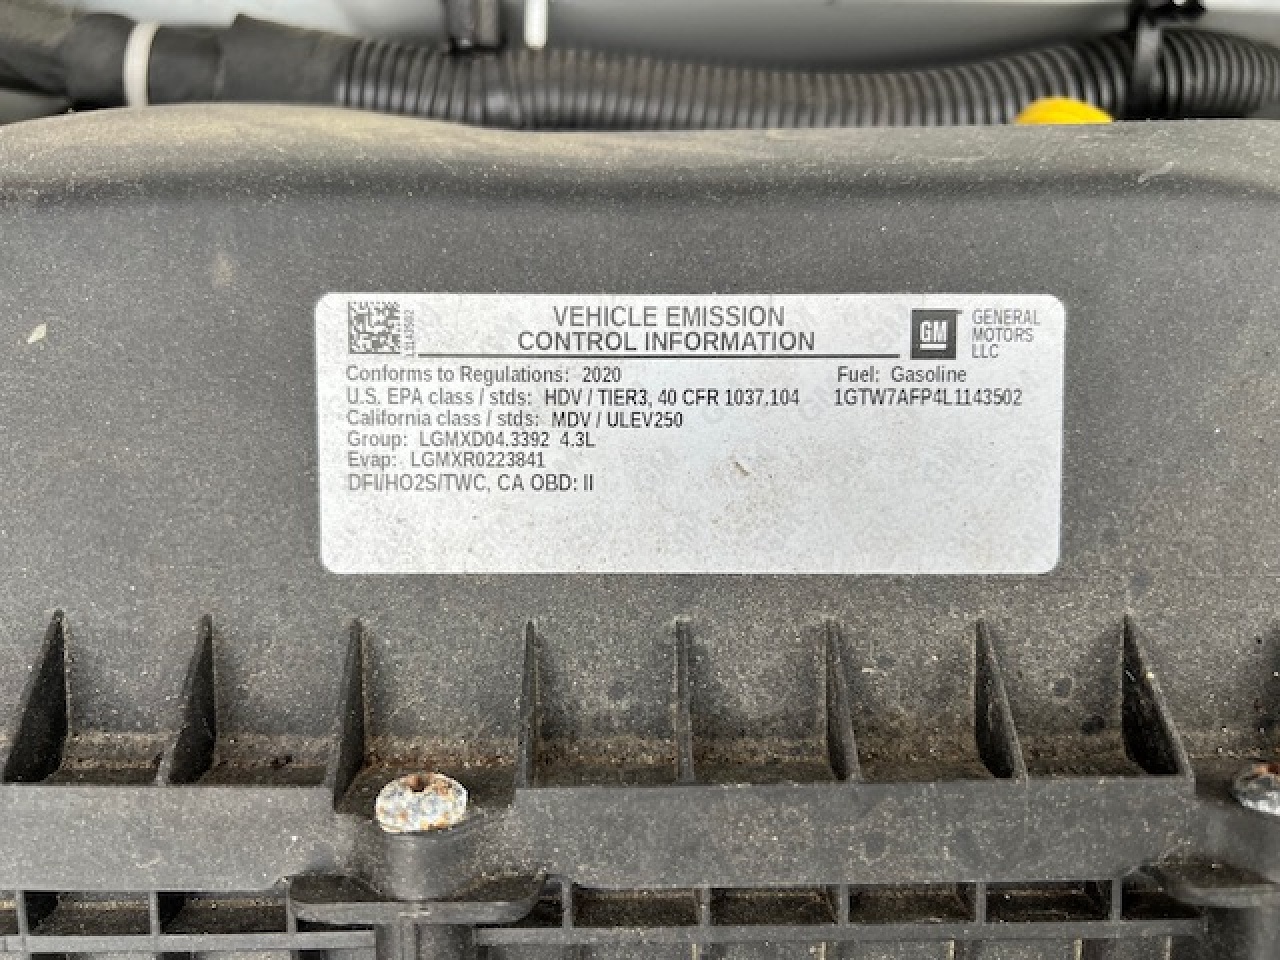 VEHICLE EMISSION
CONTROL INFORMATION
GM
GENERAL
MOTORS
LLC
L1143502
Conforms to Regulations: 2020
Fuel: Gasoline
U.S. EPA class / stds: HDV / TIER3, 40 CFR 1037.104
1GTW7AFP4L1143502
California class / stds: MDV / ULEV250
Group: LGMXD04.3392 4.3L
Evap: LGMXR0223841
DFI/HO2S/TWC, CA OBD: II